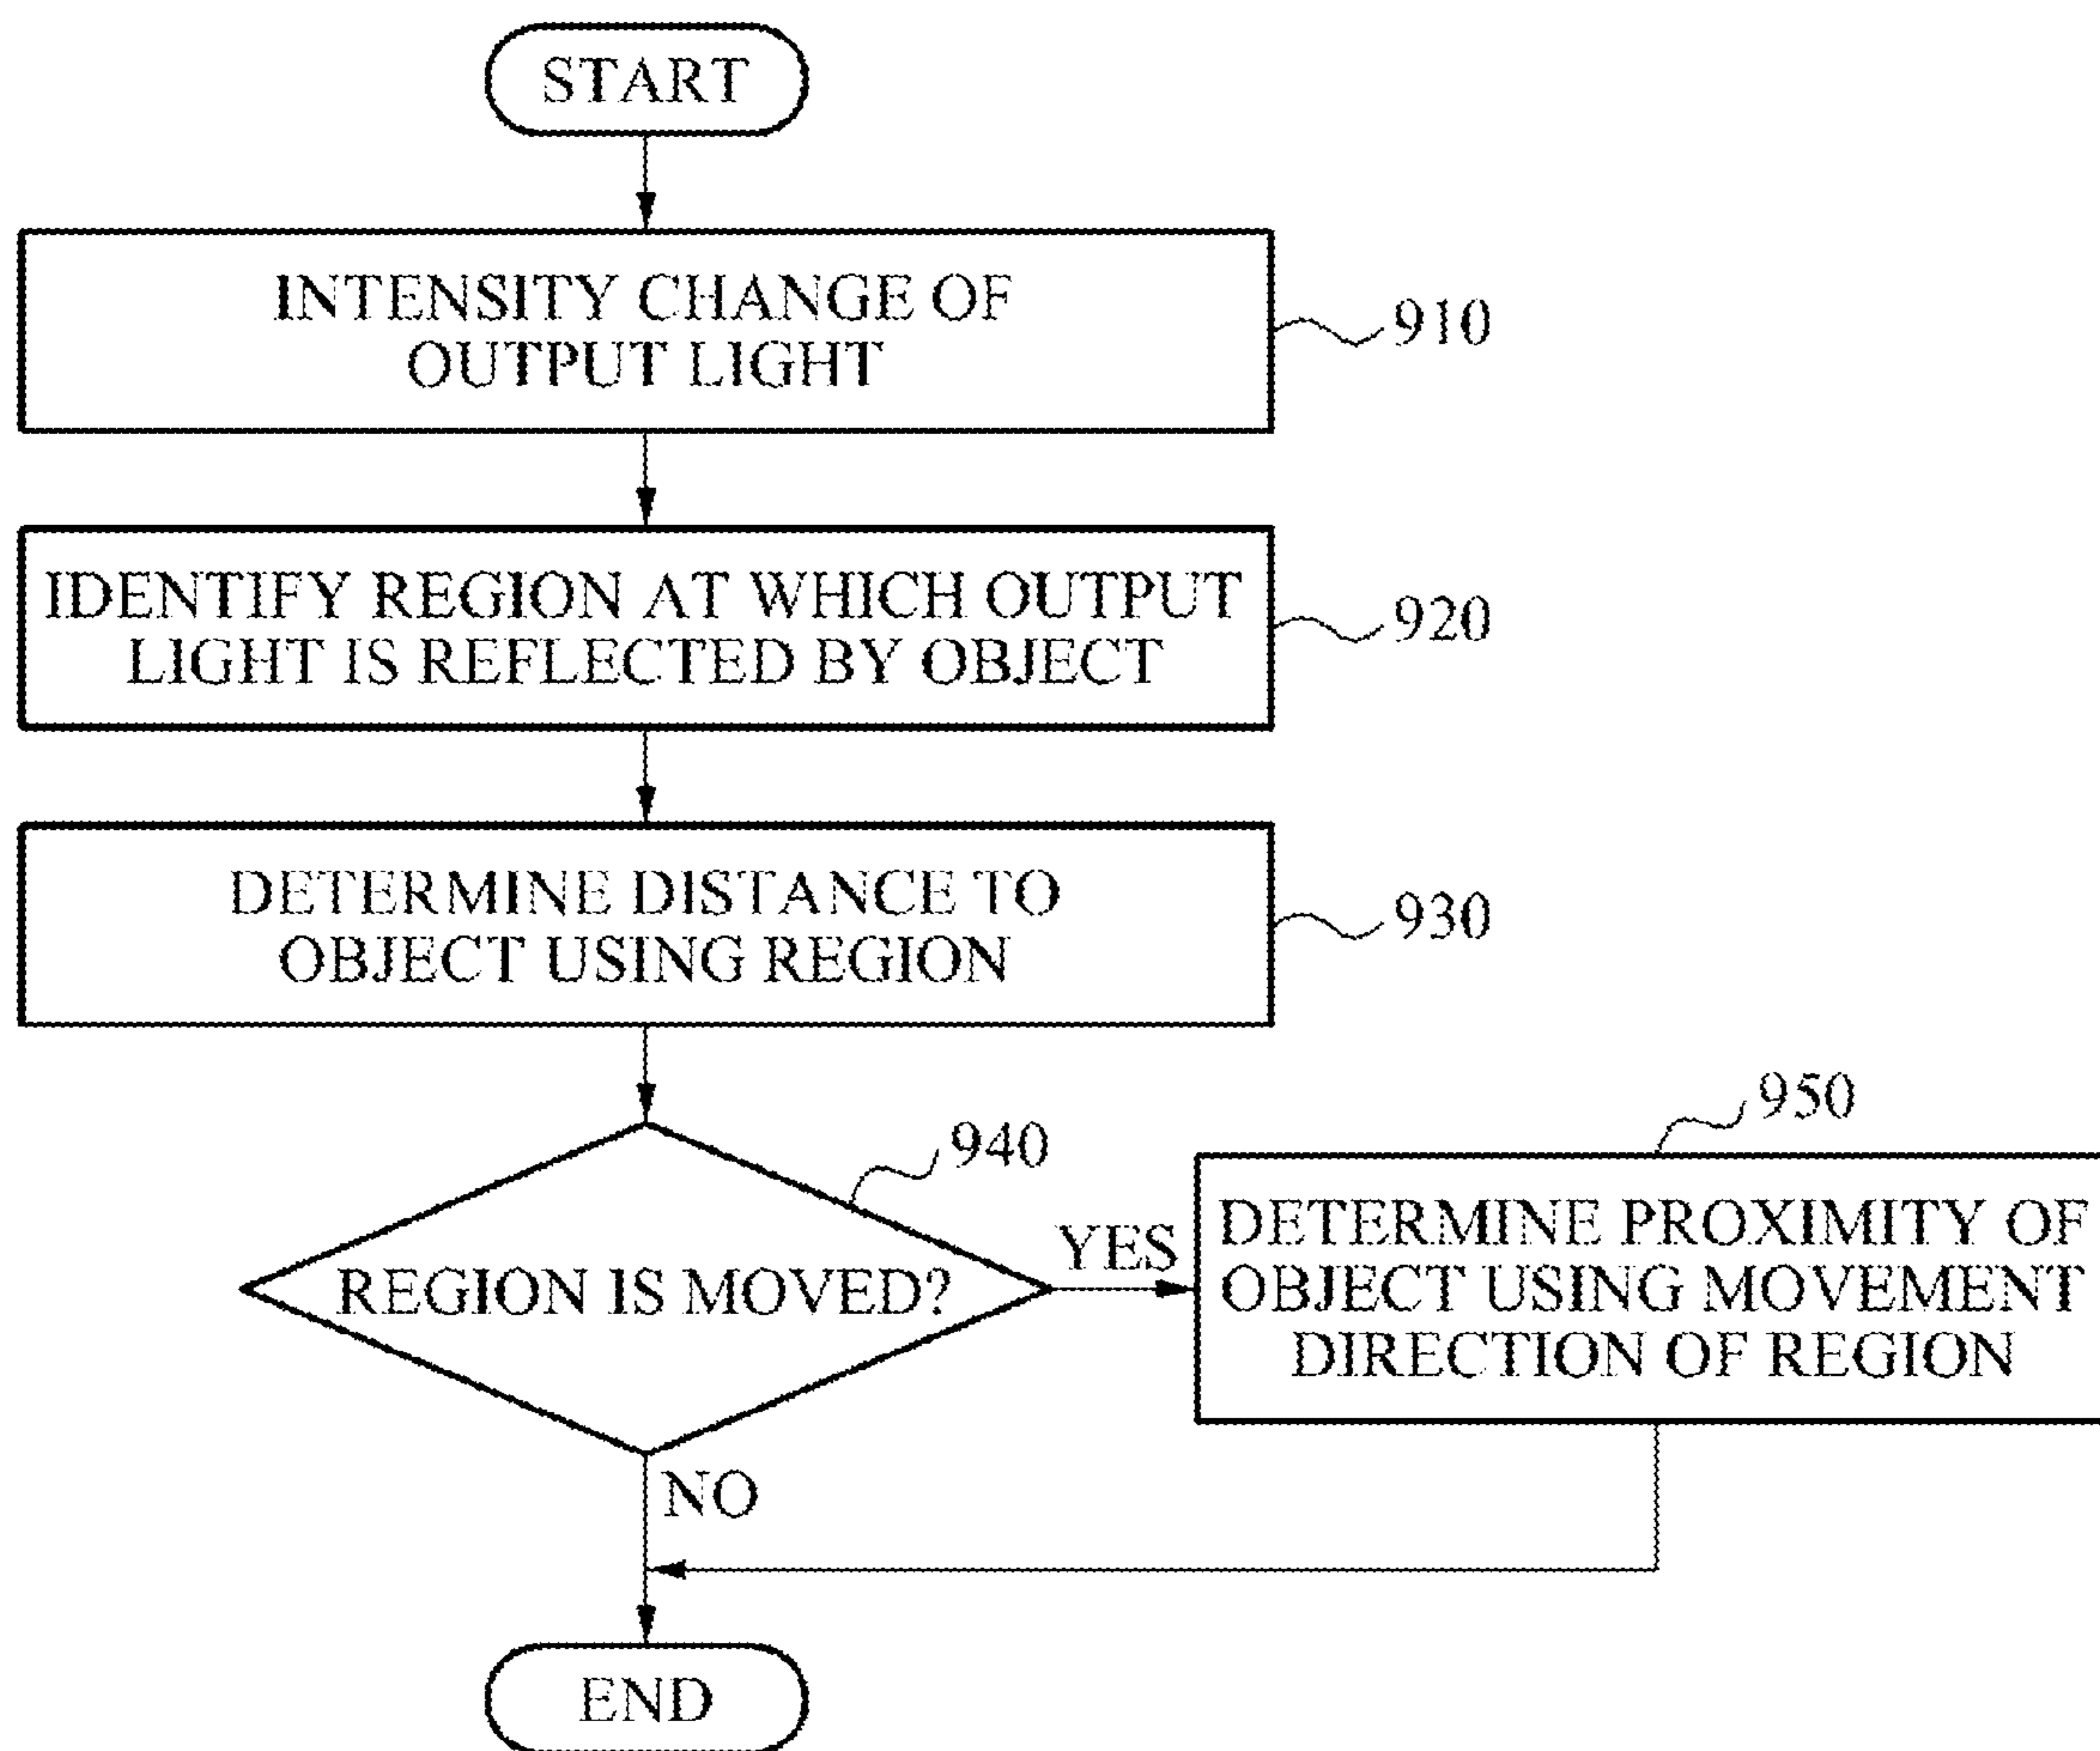 START
INTENSITY CHANGE OF
OUTPUT LIGHT
910
IDENTIFY REGION AT WHICH OUTPUT
LIGHT IS REFLECTED BY OBJECT
920
DETERMINE DISTANCE TO
OBJECT USING REGION
930
940
REGION IS MOVED?
YES
950
DETERMINE PROXIMITY OF
OBJECT USING MOVEMENT
DIRECTION OF REGION
NO
END